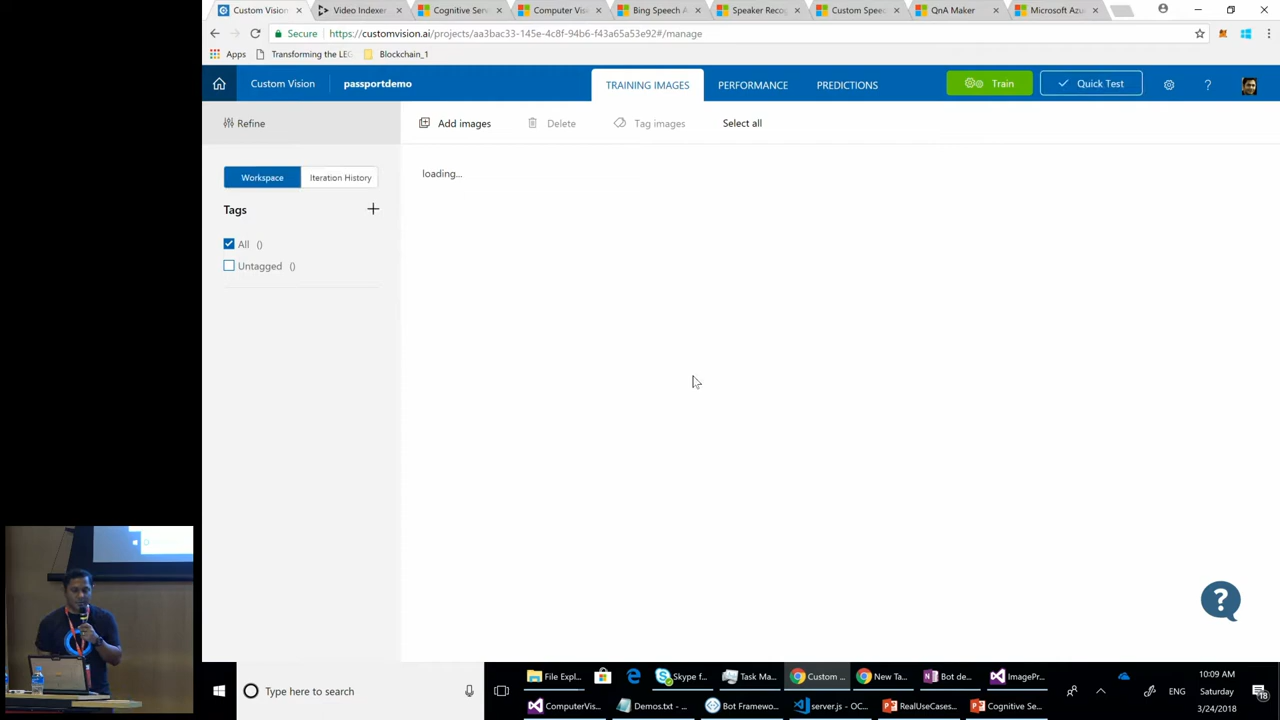 Custom Vision
Video Indexer
Cognitive Serv
Computer Visi
Bing Speech A
Speaker Recog
Custom Speec
QnA Maker
Microsoft Azu
Secure
https://customvision.ai/projects/aa3bac33-145e-4c8f-94b6-f43a65a53e92#/manage
Apps
Transforming the LEG
Blockchain_1
Custom Vision
passportdemo
TRAINING IMAGES
PERFORMANCE
PREDICTIONS
Train
Quick Test
?
Refine
Add images
Delete
Tag images
Select all
loading...
Workspace
Iteration History
Tags
+
All ()
Untagged ()
?
Type here to search
File Expl...
Skype f...
Task Ma...
Custom ...
New Ta...
Bot de...
ImagePr...
ComputerVis...
Demos.txt - ...
Bot Framewo...
server.js - OC...
RealUseCases...
Cognitive Se...
ENG
10:09 AM
Saturday
3/24/2018